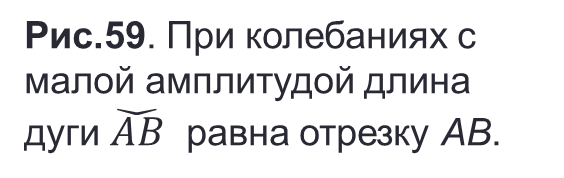 Рис.59. При колебаниях с
малой амплитудой длина
дуги AB равна отрезку AB.